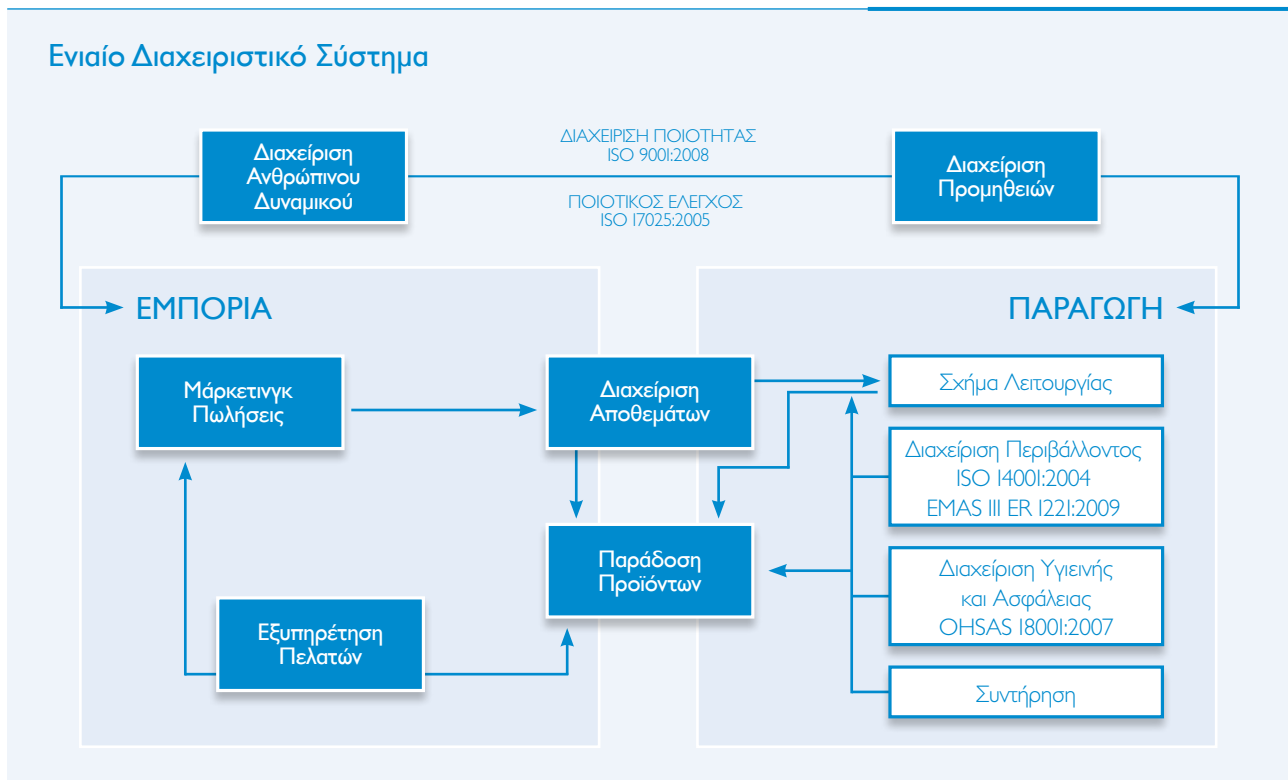 Ενιαίο Διαχειριστικό Σύστημα
Διαχείριση
Ανθρώπινου
Δυναμικού
ΔΙΑΧΕΙΡΙΣΗ ΠΟΙΟΤΗΤΑΣ
ISO 9001:2008
ΠΟΙΟΤΙΚΟΣ ΕΛΕΓΧΟΣ
ISO 17025:2005
Διαχείριση
Προμηθειών
ΕΜΠΟΡΙΑ
ΠΑΡΑΓΩΓΗ
Μάρκετινγκ
Πωλήσεις
Διαχείριση
Αποθεμάτων
Σχήμα Λειτουργίας
Διαχείριση Περιβάλλοντος
ISO 14001:2004
EMAS III ER 1221:2009
Παράδοση
Προϊόντων
Διαχείριση Υγιεινής
και Ασφάλειας
OHSAS 18001:2007
Εξυπηρέτηση
Πελατών
Συντήρηση